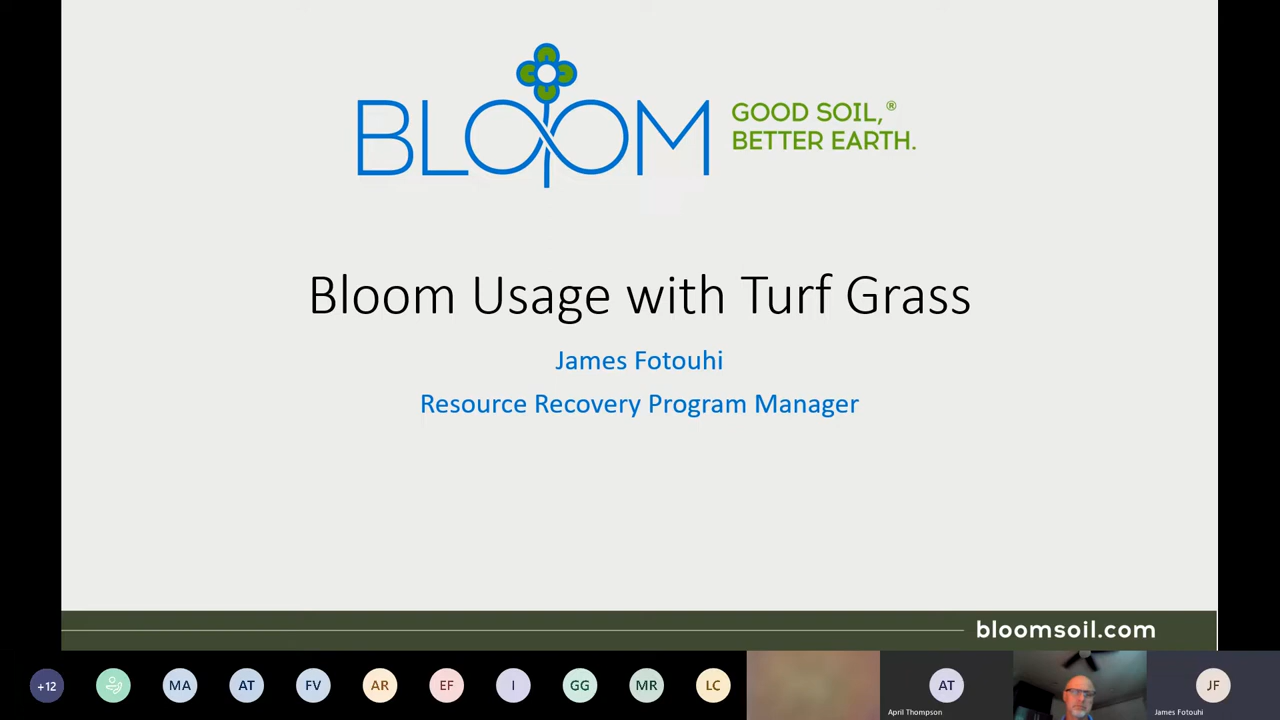 BLOOM
GOOD SOIL,®
BETTER EARTH.
Bloom Usage with Turf Grass
James Fotouhi
Resource Recovery Program Manager
bloomsoil.com
+12
MA
AT
FV
AR
EF
I
GG
MR
LC
AT
April Thompson
JF
James Fotouhi